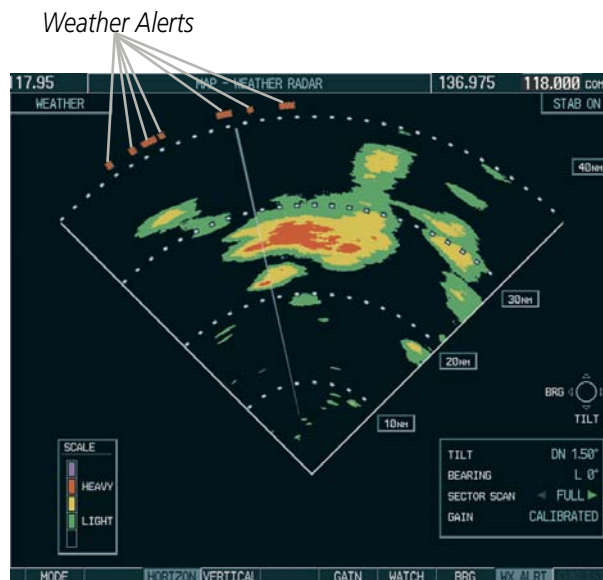 Weather Alerts
17.95
MAP - WEATHER RADAR
136.975
118.000 COM
WEATHER
STAB ON
40NM
30NM
20NM
10NM
BRG
TILT
SCALE
HEAVY
LIGHT
TILT DN 1.50°
BEARING L 0°
SECTOR SCAN FULL
GAIN CALIBRATED
MODE HORIZON VERTICAL GAIN WATCH BRG WX ALRT